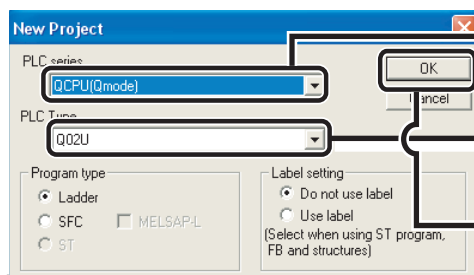 New Project
PLC series
QCPU(Qmode)
OK
Cancel
PLC Type
Q02U
Program type
Ladder
SFC
MELSAP-L
ST
Label setting
Do not use label
Use label
(Select when using ST program,
FB and structures)